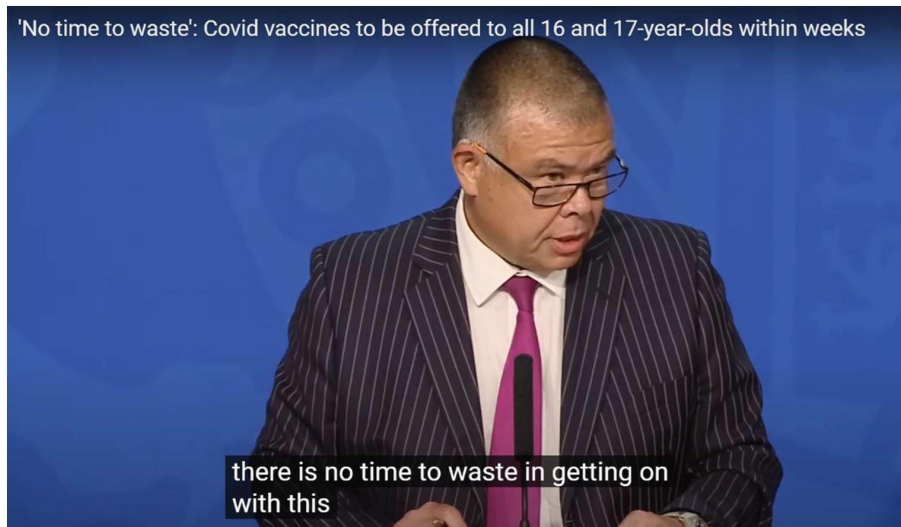 'No time to waste': Covid vaccines to be offered to all 16 and 17-year-olds within weeks
there is no time to waste in getting on
with this